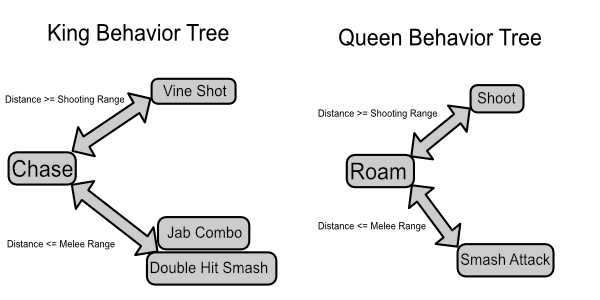 King Behavior Tree
Distance >= Shooting Range
Vine Shot
Chase
Distance <= Melee Range
Jab Combo
Double Hit Smash
Queen Behavior Tree
Distance >= Shooting Range
Shoot
Roam
Distance <= Melee Range
Smash Attack